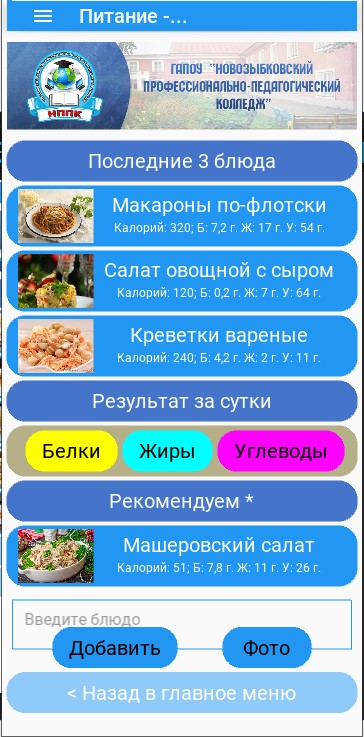 Питание -...
ГАПОУ "НОВОЗЫБКОВСКИЙ
ПРОФЕССИОНАЛЬНО-ПЕДАГОГИЧЕСКИЙ
КОЛЛЕДЖ"
НППК
Последние 3 блюда
Макароны по-флотски
Калорий: 320; Б: 7,2 г. Ж: 17 г. У: 54 г.
Салат овощной с сыром
Калорий: 120; Б: 0,2 г. Ж: 7 г. У: 64 г.
Креветки вареные
Калорий: 240; Б: 4,2 г. Ж: 2 г. У: 11 г.
Результат за сутки
Белки Жиры Углеводы
Рекомендуем *
Машеровский салат
Калорий: 51; Б: 7,8 г. Ж: 11 г. У: 26 г.
Введите блюдо
Добавить Фото
< Назад в главное меню